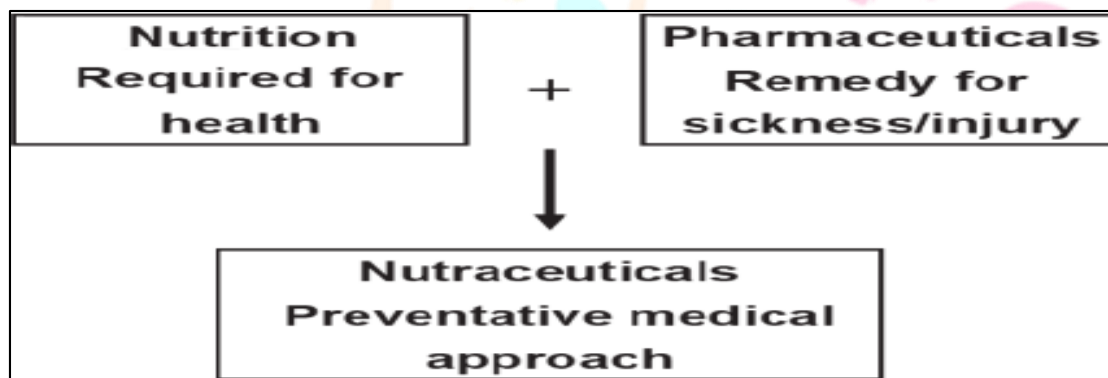 Nutrition
Required for
health
+
Pharmaceuticals
Remedy for
sickness/injury
Nutraceuticals
Preventative medical
approach